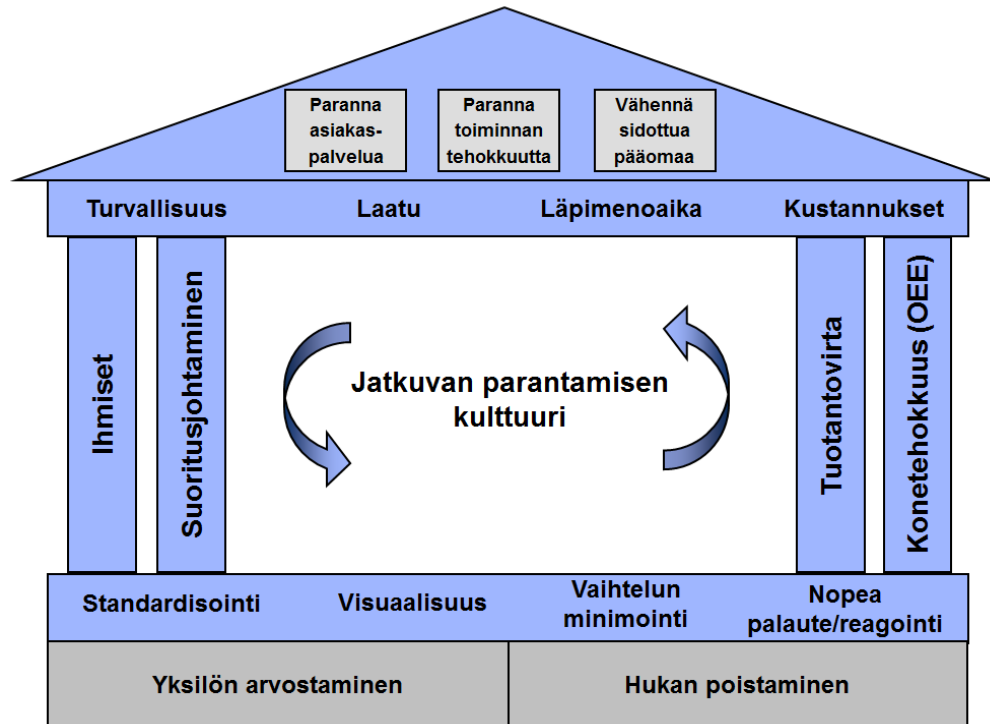 Paranna
asiakas-
palvelua
Paranna
toiminnan
tehokkuutta
Vähennä
sidottua
pääomaa
Turvallisuus
Laatu
Läpimenoaika
Kustannukset
Ihmiset
Suoritusjohtaminen
Jatkuvan parantamisen
kulttuuri
Tuotantovirta
Konetehokkuus (OEE)
Standardisointi
Visuaalisuus
Vaihtelun
minimointi
Nopea
palaute/reagointi
Yksilön arvostaminen
Hukan poistaminen